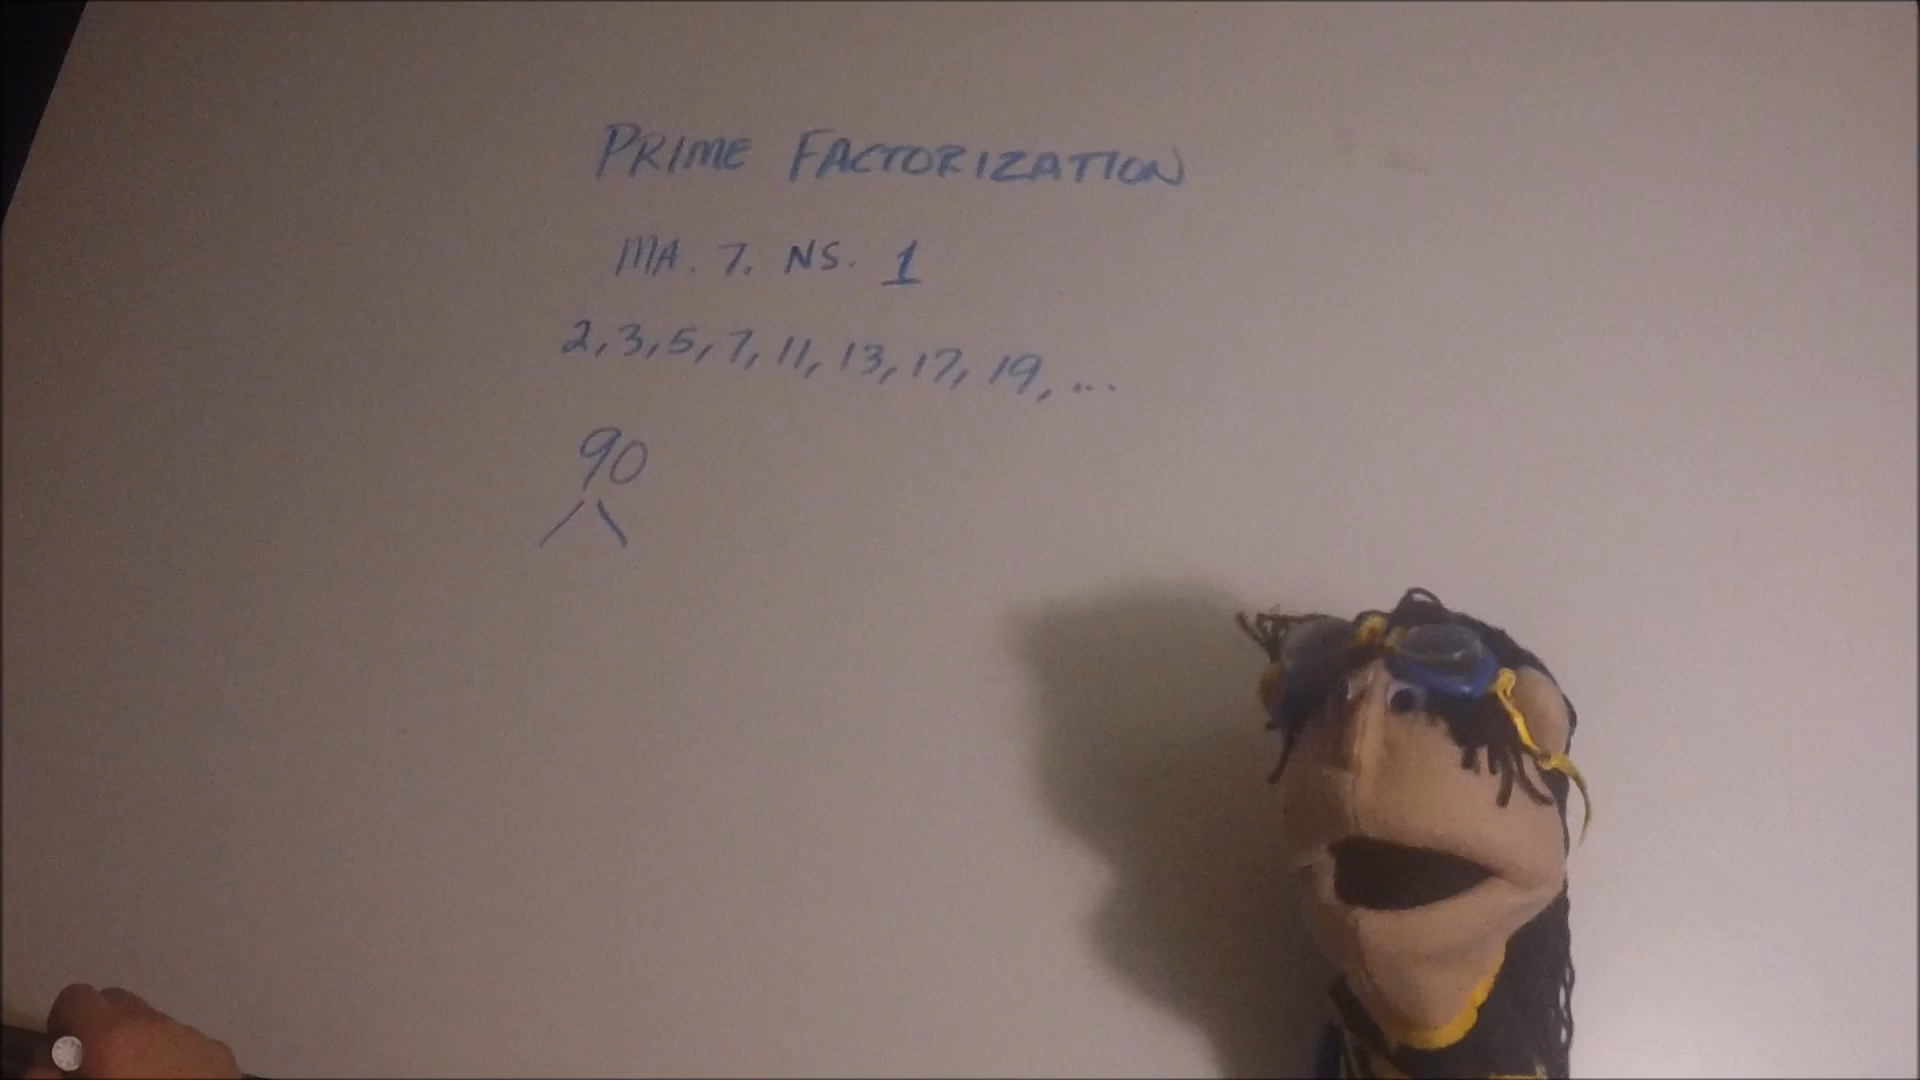 PRIME FACTORIZATION
MA. 7. NS. 1
2, 3, 5, 7, 11, 13, 17, 19, ...
90